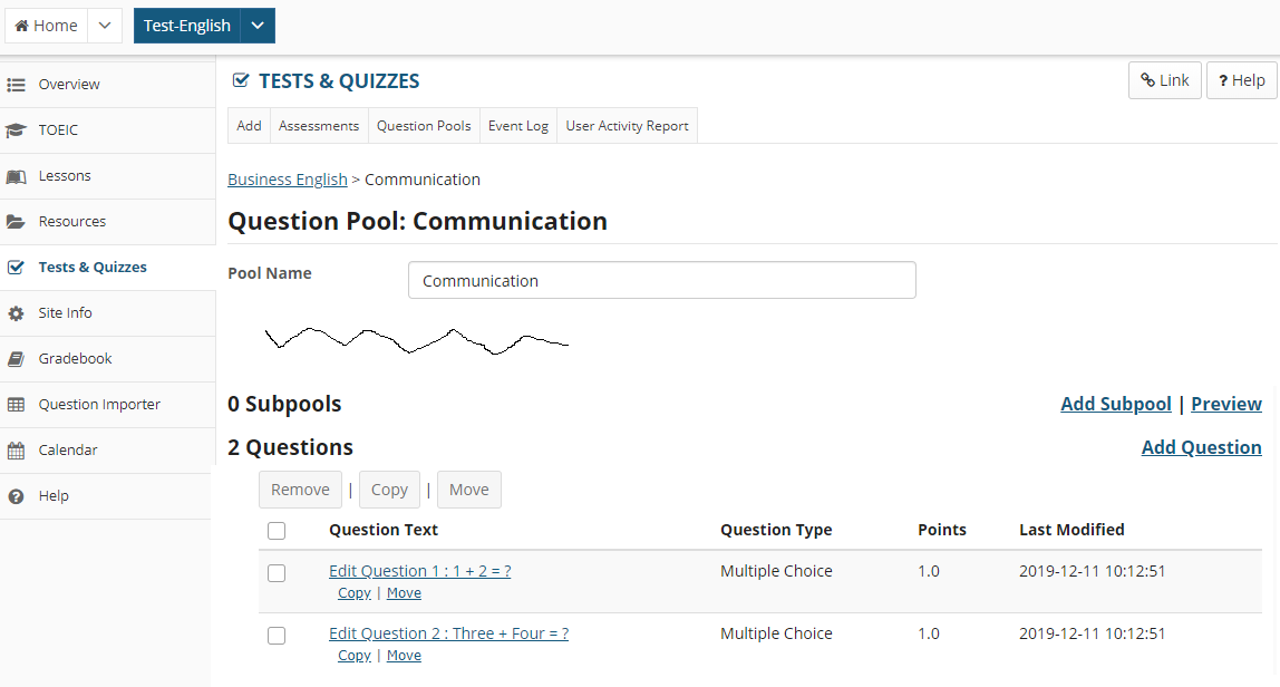 Home
Test-English
Overview
TOEIC
Lessons
Resources
Tests & Quizzes
Site Info
Gradebook
Question Importer
Calendar
Help
TESTS & QUIZZES
Link
? Help
Add
Assessments
Question Pools
Event Log
User Activity Report
Business English > Communication
Question Pool: Communication
Pool Name
Communication
0 Subpools
Add Subpool | Preview
2 Questions
Add Question
Remove | Copy | Move
Question Text Question Type Points Last Modified
Edit Question 1 : 1 + 2 = ? Multiple Choice 1.0 2019-12-11 10:12:51
Copy | Move
Edit Question 2 : Three + Four = ? Multiple Choice 1.0 2019-12-11 10:12:51
Copy | Move